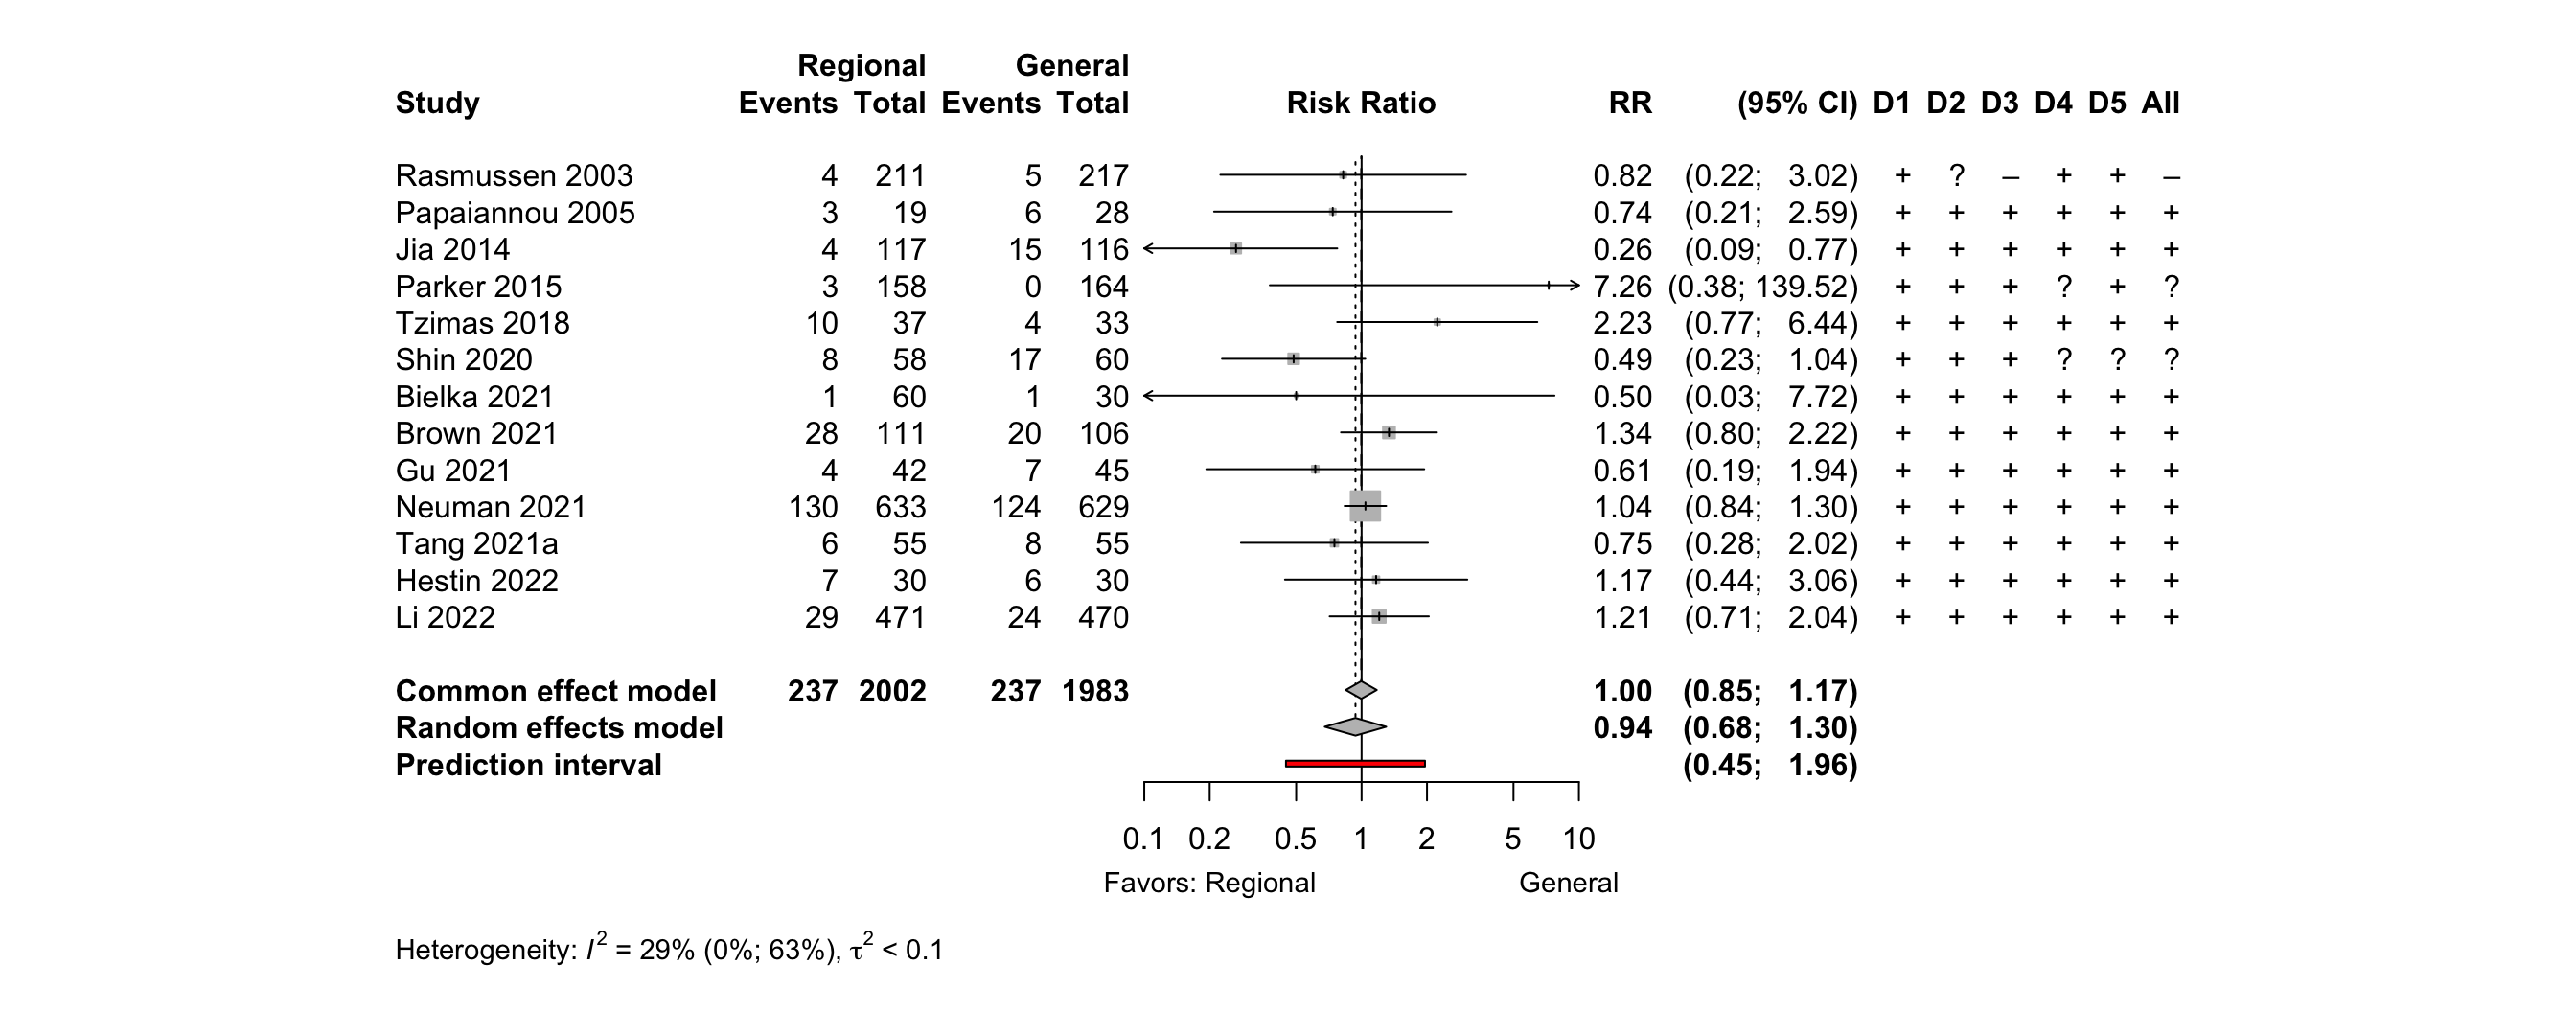 Regional General
Study Events Total Events Total Risk Ratio RR (95% CI) D1 D2 D3 D4 D5 All
Rasmussen 2003 4 211 5 217 0.82 (0.22; 3.02) + ? – + + –
Papaiannou 2005 3 19 6 28 0.74 (0.21; 2.59) + + + + + +
Jia 2014 4 117 15 116 0.26 (0.09; 0.77) + + + + + +
Parker 2015 3 158 0 164 7.26 (0.38; 139.52) + + + ? + ?
Tzimas 2018 10 37 4 33 2.23 (0.77; 6.44) + + + + + +
Shin 2020 8 58 17 60 0.49 (0.23; 1.04) + + + ? ? ?
Bielka 2021 1 60 1 30 0.50 (0.03; 7.72) + + + + + +
Brown 2021 28 111 20 106 1.34 (0.80; 2.22) + + + + + +
Gu 2021 4 42 7 45 0.61 (0.19; 1.94) + + + + + +
Neuman 2021 130 633 124 629 1.04 (0.84; 1.30) + + + + + +
Tang 2021a 6 55 8 55 0.75 (0.28; 2.02) + + + + + +
Hestin 2022 7 30 6 30 1.17 (0.44; 3.06) + + + + + +
Li 2022 29 471 24 470 1.21 (0.71; 2.04) + + + + + +
Common effect model 237 2002 237 1983 1.00 (0.85; 1.17)
Random effects model 0.94 (0.68; 1.30)
Prediction interval (0.45; 1.96)
0.1 0.2 0.5 1 2 5 10
Favors: Regional General
Heterogeneity: I² = 29% (0%; 63%), τ² < 0.1